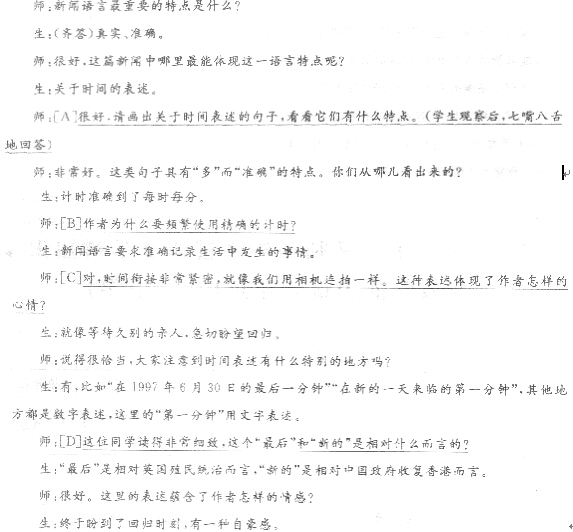 师:新闻语言最重要的特点是什么?
生:(齐答)真实、准确。
师:很好,这篇新闻中哪里最能体现这一语言特点呢?
生:关于时间的表述。
师:[A]很好.请画出关于时间表述的句子,看看它们有什么特点。(学生观察后,七嘴八舌
地回答)
师:非常好。这类句子具有“多”而“准确”的特点。你们从哪儿看出来的?
生:计时准确到了每时每分。
师:[B]作者为什么要频繁使用精确的计时?
生:新闻语言要求准确记录生活中发生的事情。
师:[C]对,时间衔接非常紧密,就像我们用相机连拍一样。这种表述体现了作者怎样的
心情?
生:就像等待久别的亲人,急切盼望回归。
师:说得很恰当,大家注意到时间表述有什么特别的地方吗?
生:有,比如“在1997年6月30日的最后一分钟”“在新的一天来临的第一分钟”,其他地
方都是数字表述,这里的“第一分钟”用文字表述。
师:[D]这位同学读得非常细致,这个“最后”和“新的”是相对什么而言的?
生:“最后”是相对英国殖民统治而言,“新的”是相对中国政府收复香港而言。
师:很好。这里的表述蕴含了作者怎样的情感?
生:终于盼到了回归时刻,有一种自豪感。